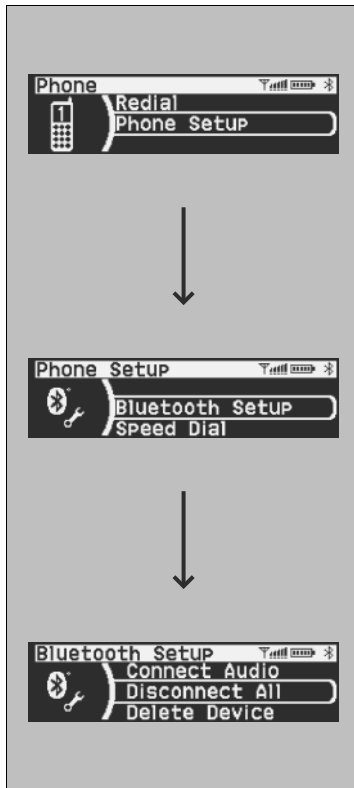 Phone
1
Redial
Phone Setup
Phone Setup
Bluetooth Setup
Speed Dial
Bluetooth Setup
Connect Audio
Disconnect All
Delete Device